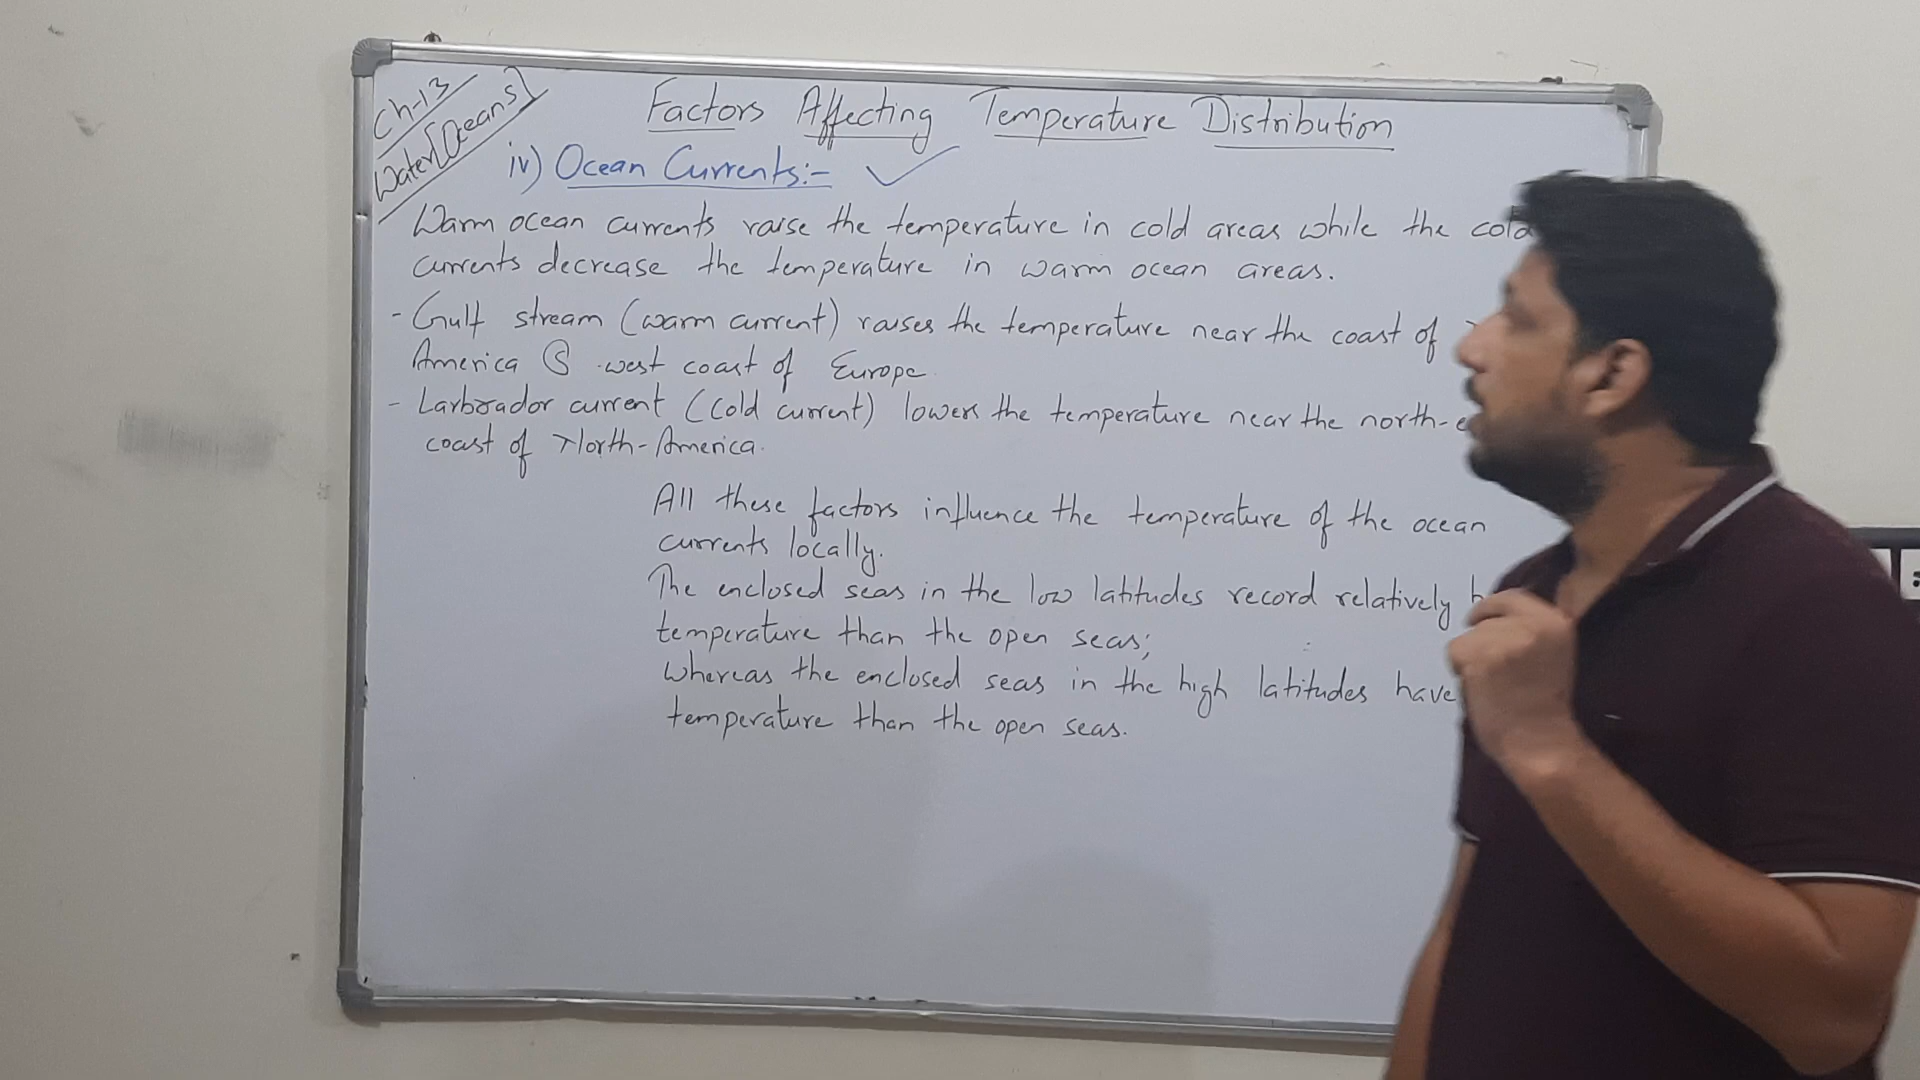 Ch-13
Water[Oceans]
Factors Affecting Temperature Distribution
iv) Ocean Currents:-
Warm ocean currents raise the temperature in cold areas while the cold
currents decrease the temperature in warm ocean areas.
- Gulf stream (warm current) raises the temperature near the coast of
America & west coast of Europe
- Larborador current (Cold current) lowers the temperature near the north-e
coast of North-America.
All these factors influence the temperature of the ocean
currents locally.
The enclosed seas in the low latitudes record relatively h
temperature than the open seas;
Whereas the enclosed seas in the high latitudes have
temperature than the open seas.